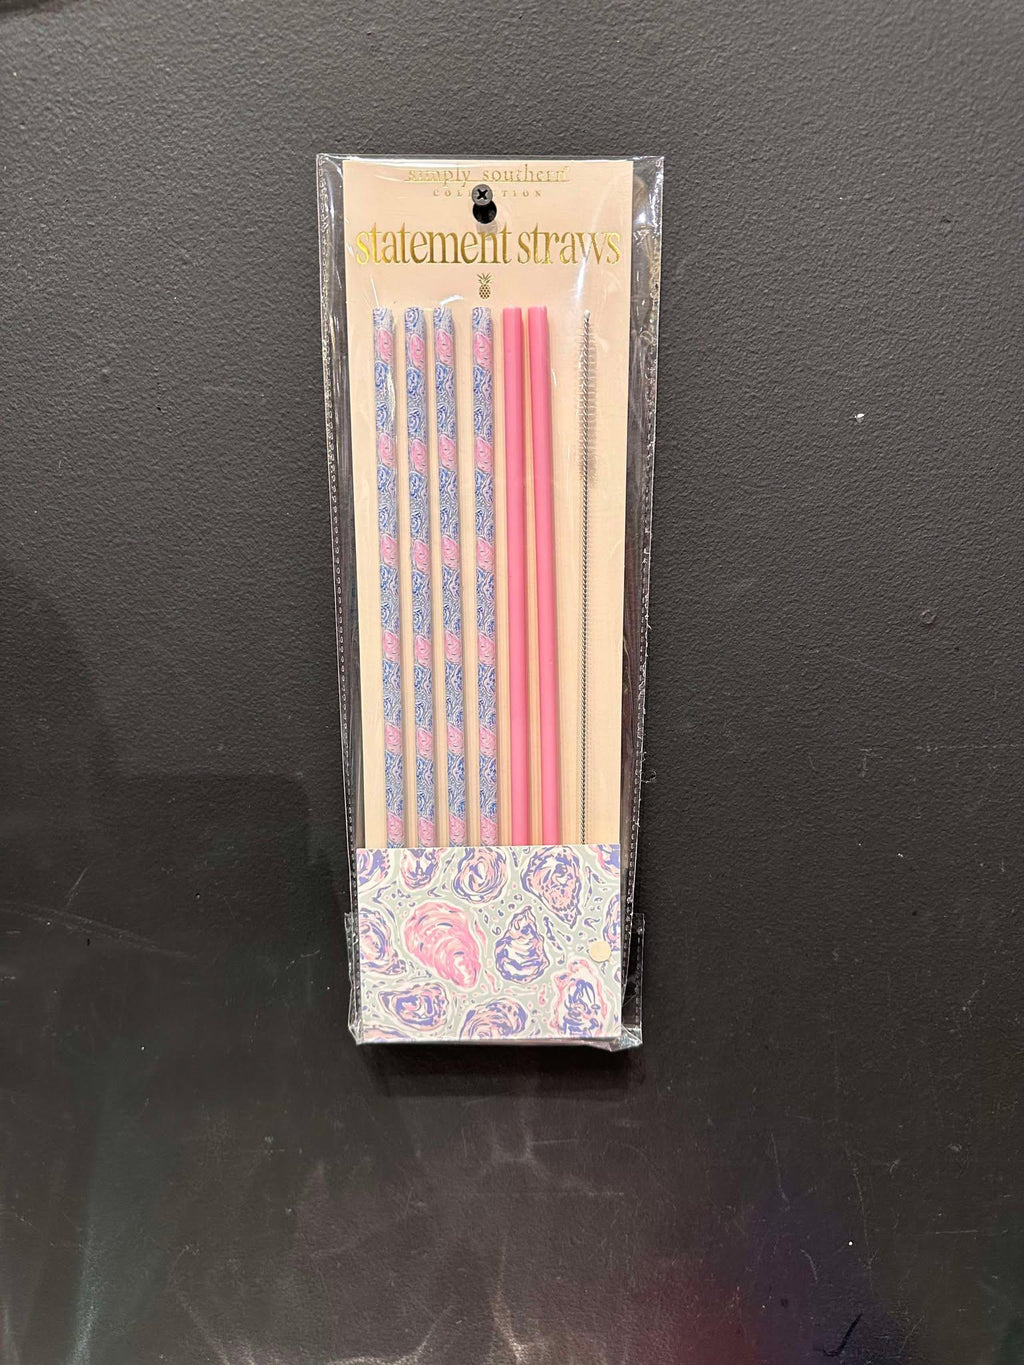 simply southern
COLLECTION
statement straws